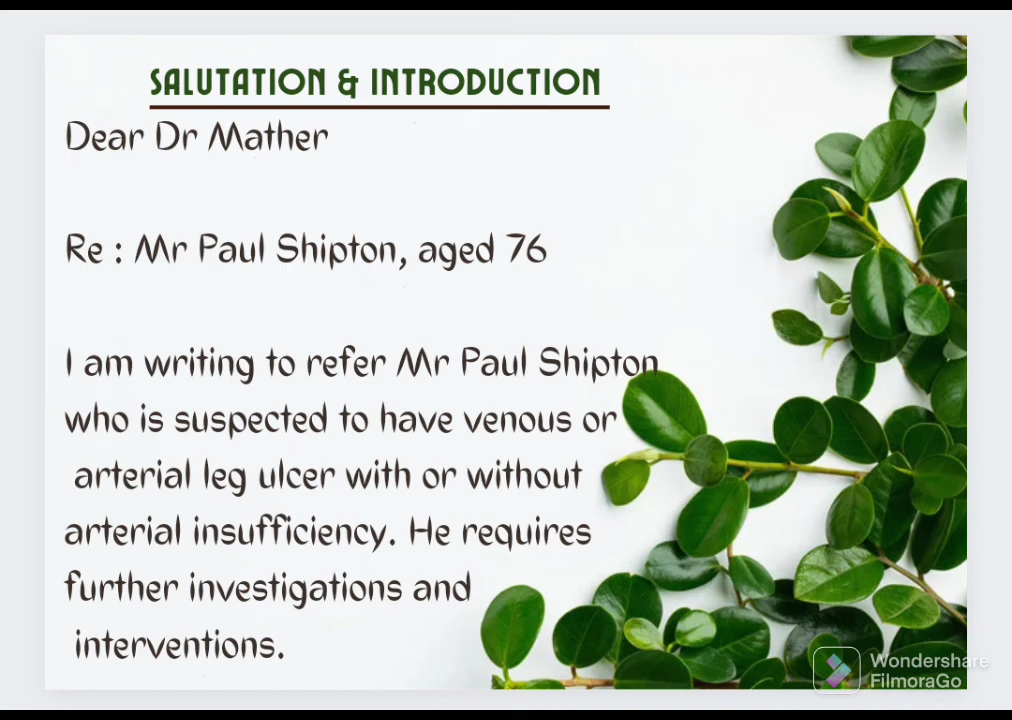 SALUTATION & INTRODUCTION
Dear Dr Mather
Re : Mr Paul Shipton, aged 76
I am writing to refer Mr Paul Shipton
who is suspected to have venous or
arterial leg ulcer with or without
arterial insufficiency. He requires
further investigations and
interventions.
Wondershare
FilmoraGo